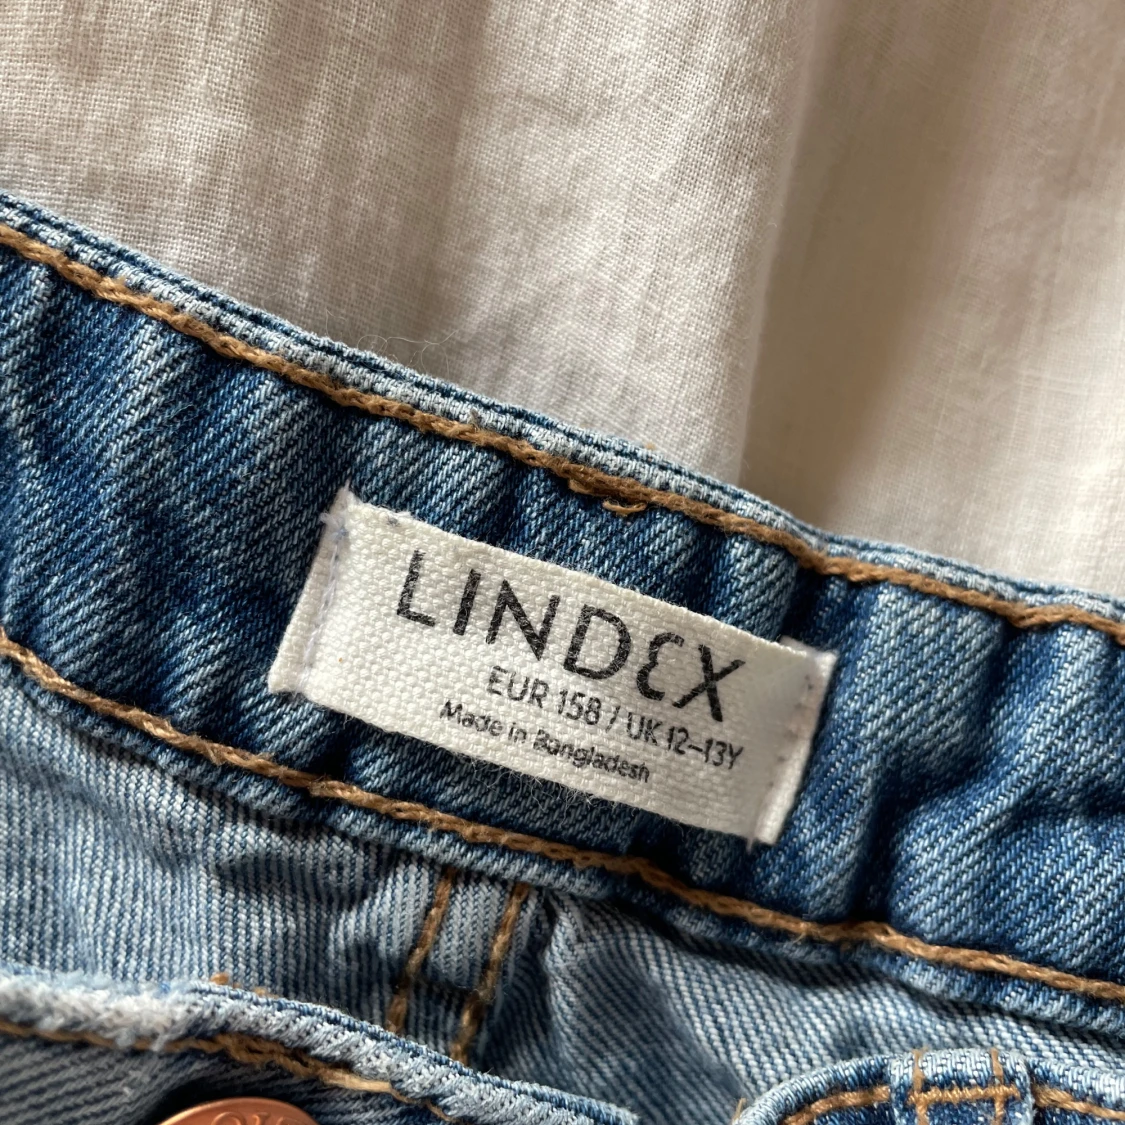 LINDEX
EUR 158 / UK 12–13Y
Made in Bangladesh